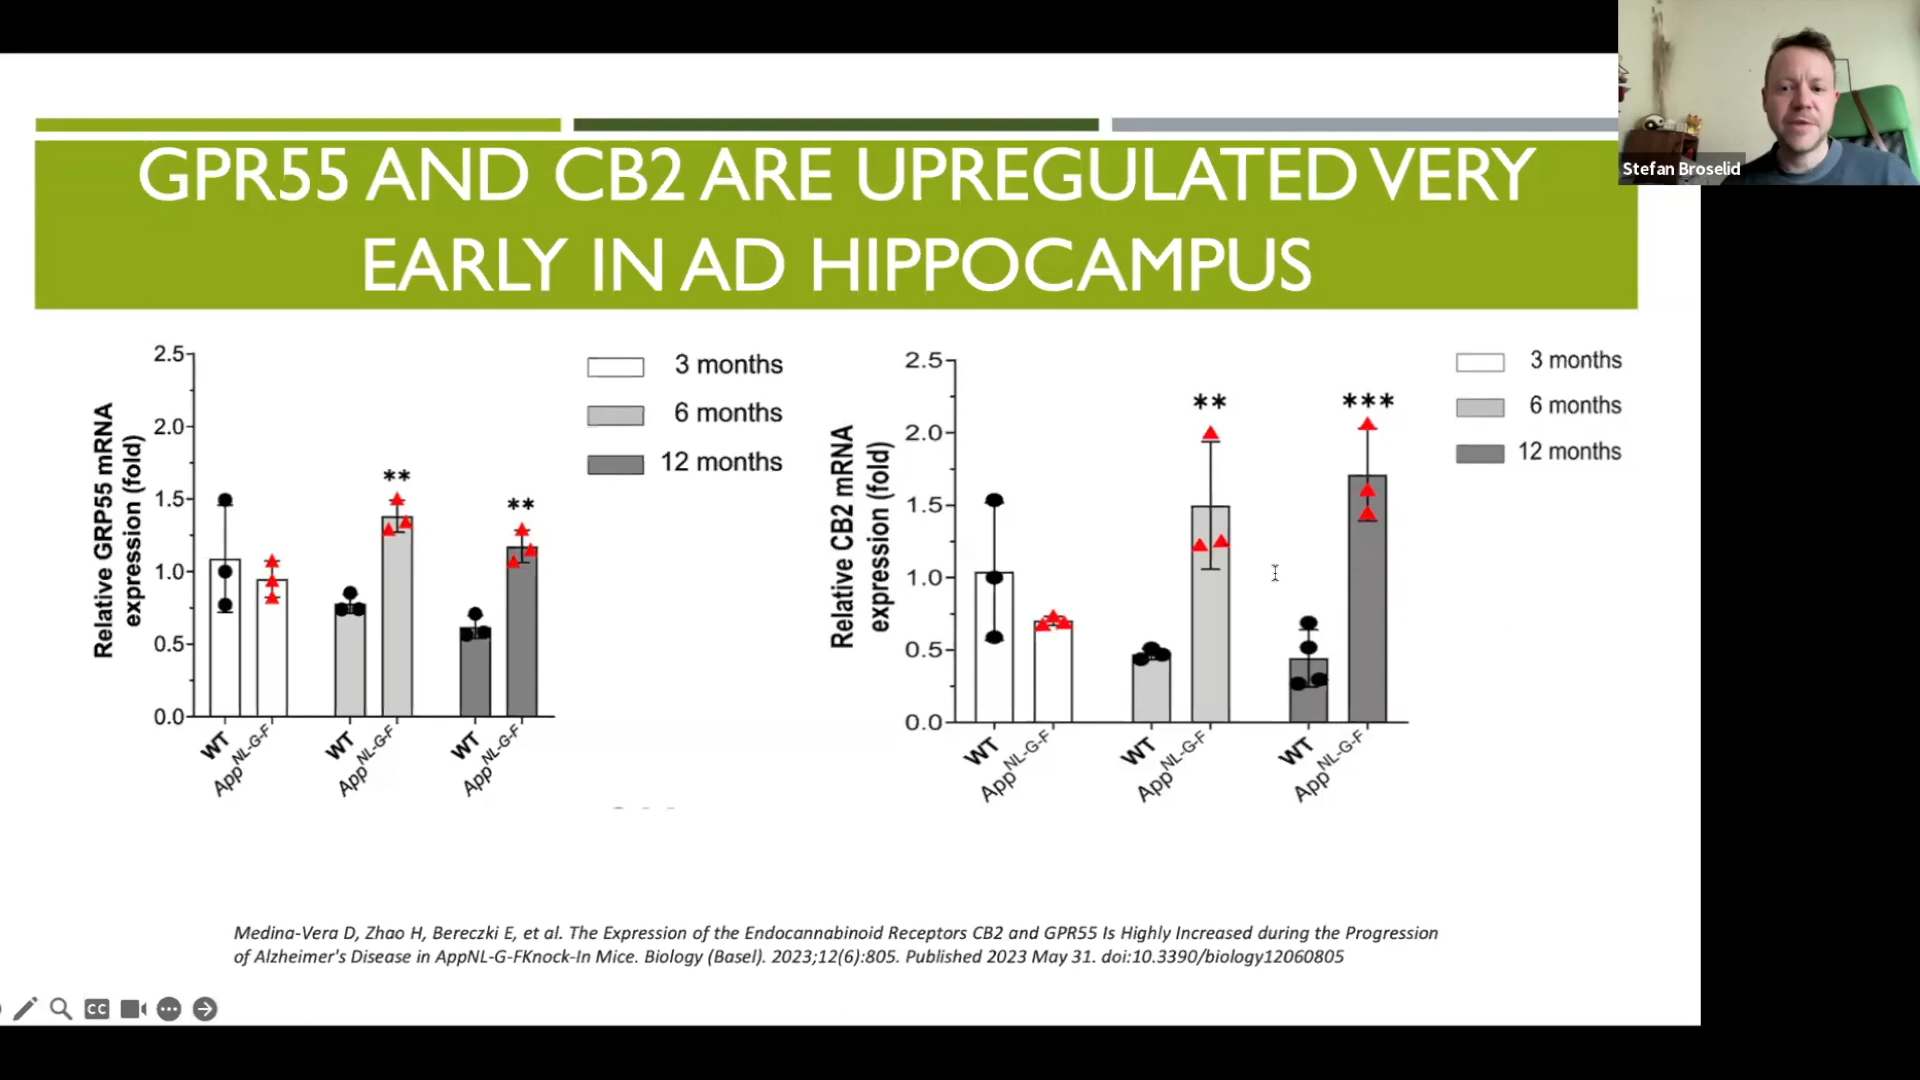 Stefan Broselid
GPR55 AND CB2 ARE UPREGULATED VERY
EARLY IN AD HIPPOCAMPUS
Relative GRP55 mRNA
expression (fold)
2.5
2.0
1.5
1.0
0.5
0.0
**
**
WT
App^NL-G-F
WT
App^NL-G-F
WT
App^NL-G-F
3 months
6 months
12 months
Relative CB2 mRNA
expression (fold)
2.5
2.0
1.5
1.0
0.5
0.0
**
***
WT
App^NL-G-F
WT
App^NL-G-F
WT
App^NL-G-F
3 months
6 months
12 months
Medina-Vera D, Zhao H, Bereczki E, et al. The Expression of the Endocannabinoid Receptors CB2 and GPR55 Is Highly Increased during the Progression
of Alzheimer's Disease in AppNL-G-FKnock-In Mice. Biology (Basel). 2023;12(6):805. Published 2023 May 31. doi:10.3390/biology12060805
CC